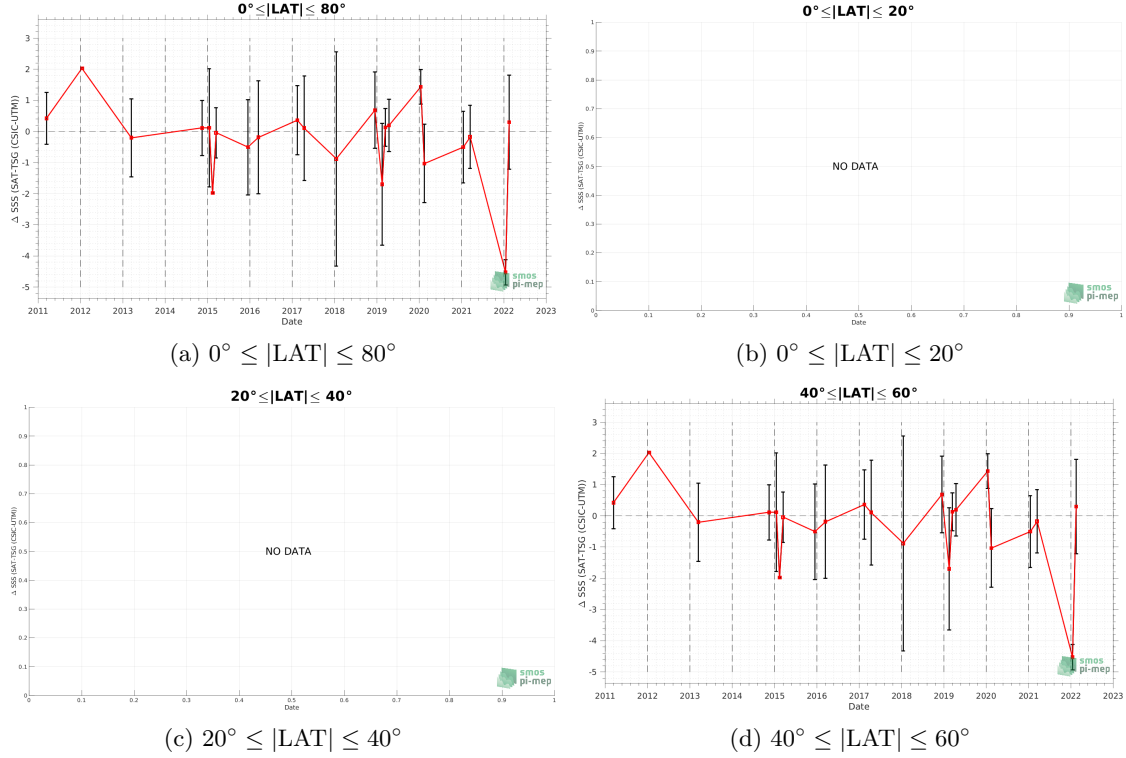 0°≤|LAT|≤ 80°
Δ SSS (SAT-TSG (CSIC-UTM))
3
2
1
0
-1
-2
-3
-4
-5
2011 2012 2013 2014 2015 2016 2017 2018 2019 2020 2021 2022 2023
Date
smos
pi-mep
(a) 0° ≤ |LAT| ≤ 80°
0°≤|LAT|≤ 20°
Δ SSS (SAT-TSG (CSIC-UTM))
1
0.9
0.8
0.7
0.6
0.5
0.4
0.3
0.2
0.1
0
NO DATA
0 0.1 0.2 0.3 0.4 0.5 0.6 0.7 0.8 0.9 1
Date
smos
pi-mep
(b) 0° ≤ |LAT| ≤ 20°
20°≤|LAT|≤ 40°
Δ SSS (SAT-TSG (CSIC-UTM))
1
0.9
0.8
0.7
0.6
0.5
0.4
0.3
0.2
0.1
0
NO DATA
0 0.1 0.2 0.3 0.4 0.5 0.6 0.7 0.8 0.9 1
Date
smos
pi-mep
(c) 20° ≤ |LAT| ≤ 40°
40°≤|LAT|≤ 60°
Δ SSS (SAT-TSG (CSIC-UTM))
3
2
1
0
-1
-2
-3
-4
-5
2011 2012 2013 2014 2015 2016 2017 2018 2019 2020 2021 2022 2023
Date
smos
pi-mep
(d) 40° ≤ |LAT| ≤ 60°